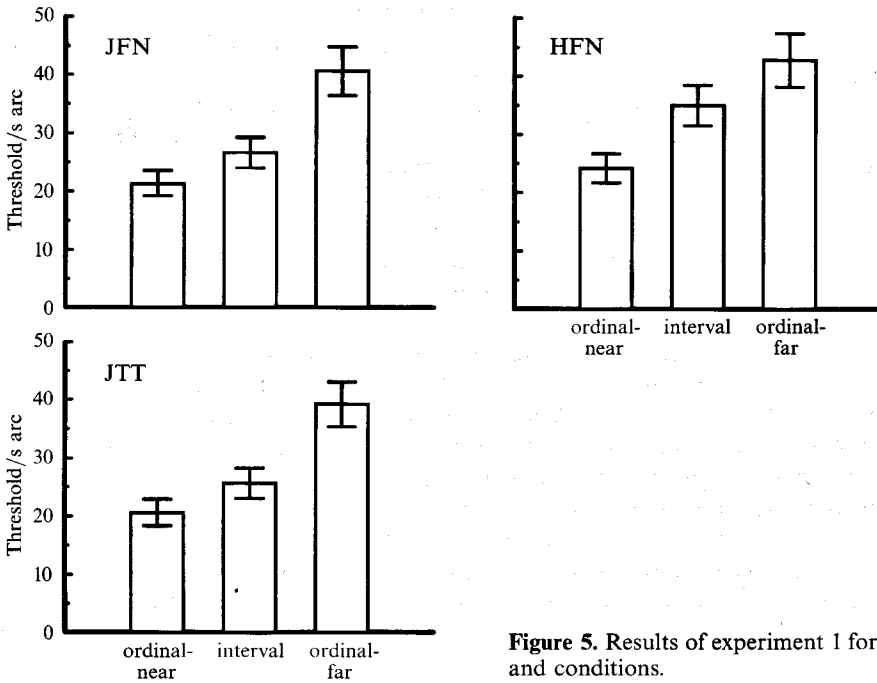 50
40
30
20
10
0
Threshold/s arc
JFN
HFN
ordinal-near
interval
ordinal-far
50
40
30
20
10
0
Threshold/s arc
JTT
ordinal-near
interval
ordinal-far
Figure 5. Results of experiment 1 for
and conditions.